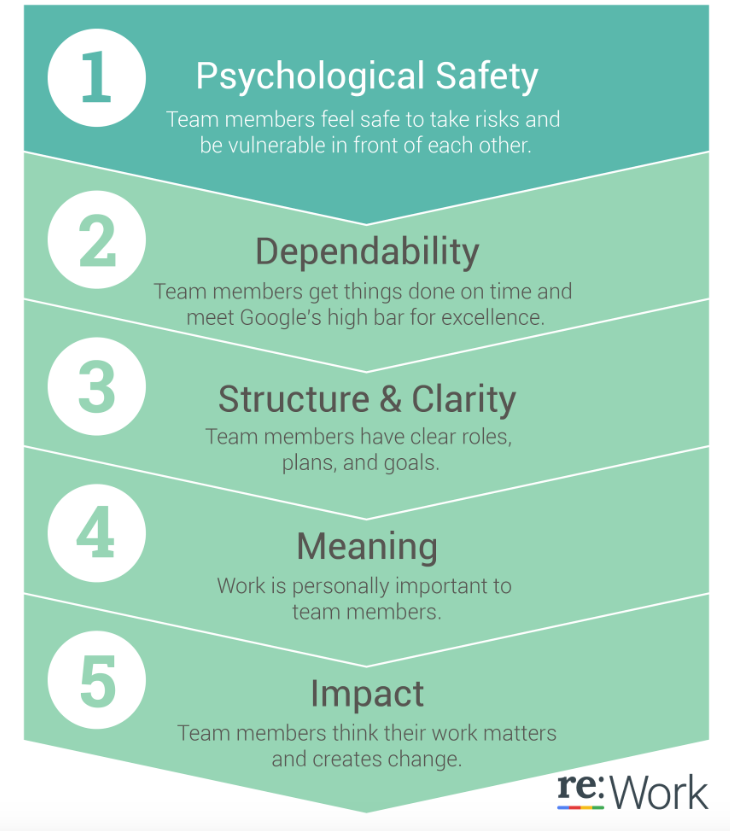 1
Psychological Safety
Team members feel safe to take risks and
be vulnerable in front of each other.
2
Dependability
Team members get things done on time and
meet Google's high bar for excellence.
3
Structure & Clarity
Team members have clear roles,
plans, and goals.
4
Meaning
Work is personally important to
team members.
5
Impact
Team members think their work matters
and creates change.
re:Work